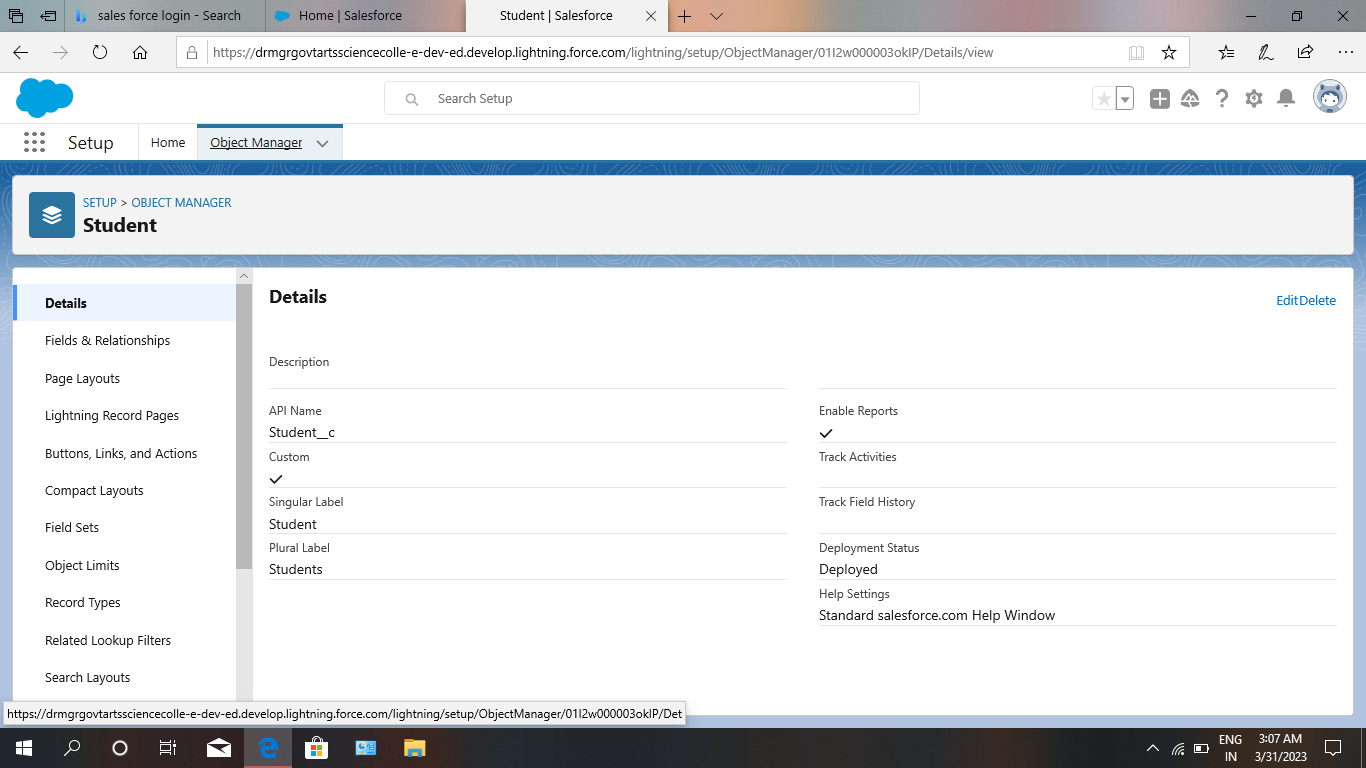 sales force login - Search
Home | Salesforce
Student | Salesforce
https://drmgrgovtartssciencecolle-e-dev-ed.develop.lightning.force.com/lightning/setup/ObjectManager/01I2w000003okIP/Details/view
Search Setup
Setup
Home
Object Manager
SETUP > OBJECT MANAGER
Student
Details
Fields & Relationships
Page Layouts
Lightning Record Pages
Buttons, Links, and Actions
Compact Layouts
Field Sets
Object Limits
Record Types
Related Lookup Filters
Search Layouts
Details
EditDelete
Description
API Name
Student__c
Custom
Singular Label
Student
Plural Label
Students
Enable Reports
Track Activities
Track Field History
Deployment Status
Deployed
Help Settings
Standard salesforce.com Help Window
https://drmgrgovtartssciencecolle-e-dev-ed.develop.lightning.force.com/lightning/setup/ObjectManager/01I2w000003okIP/Det
ENG
IN
3:07 AM
3/31/2023